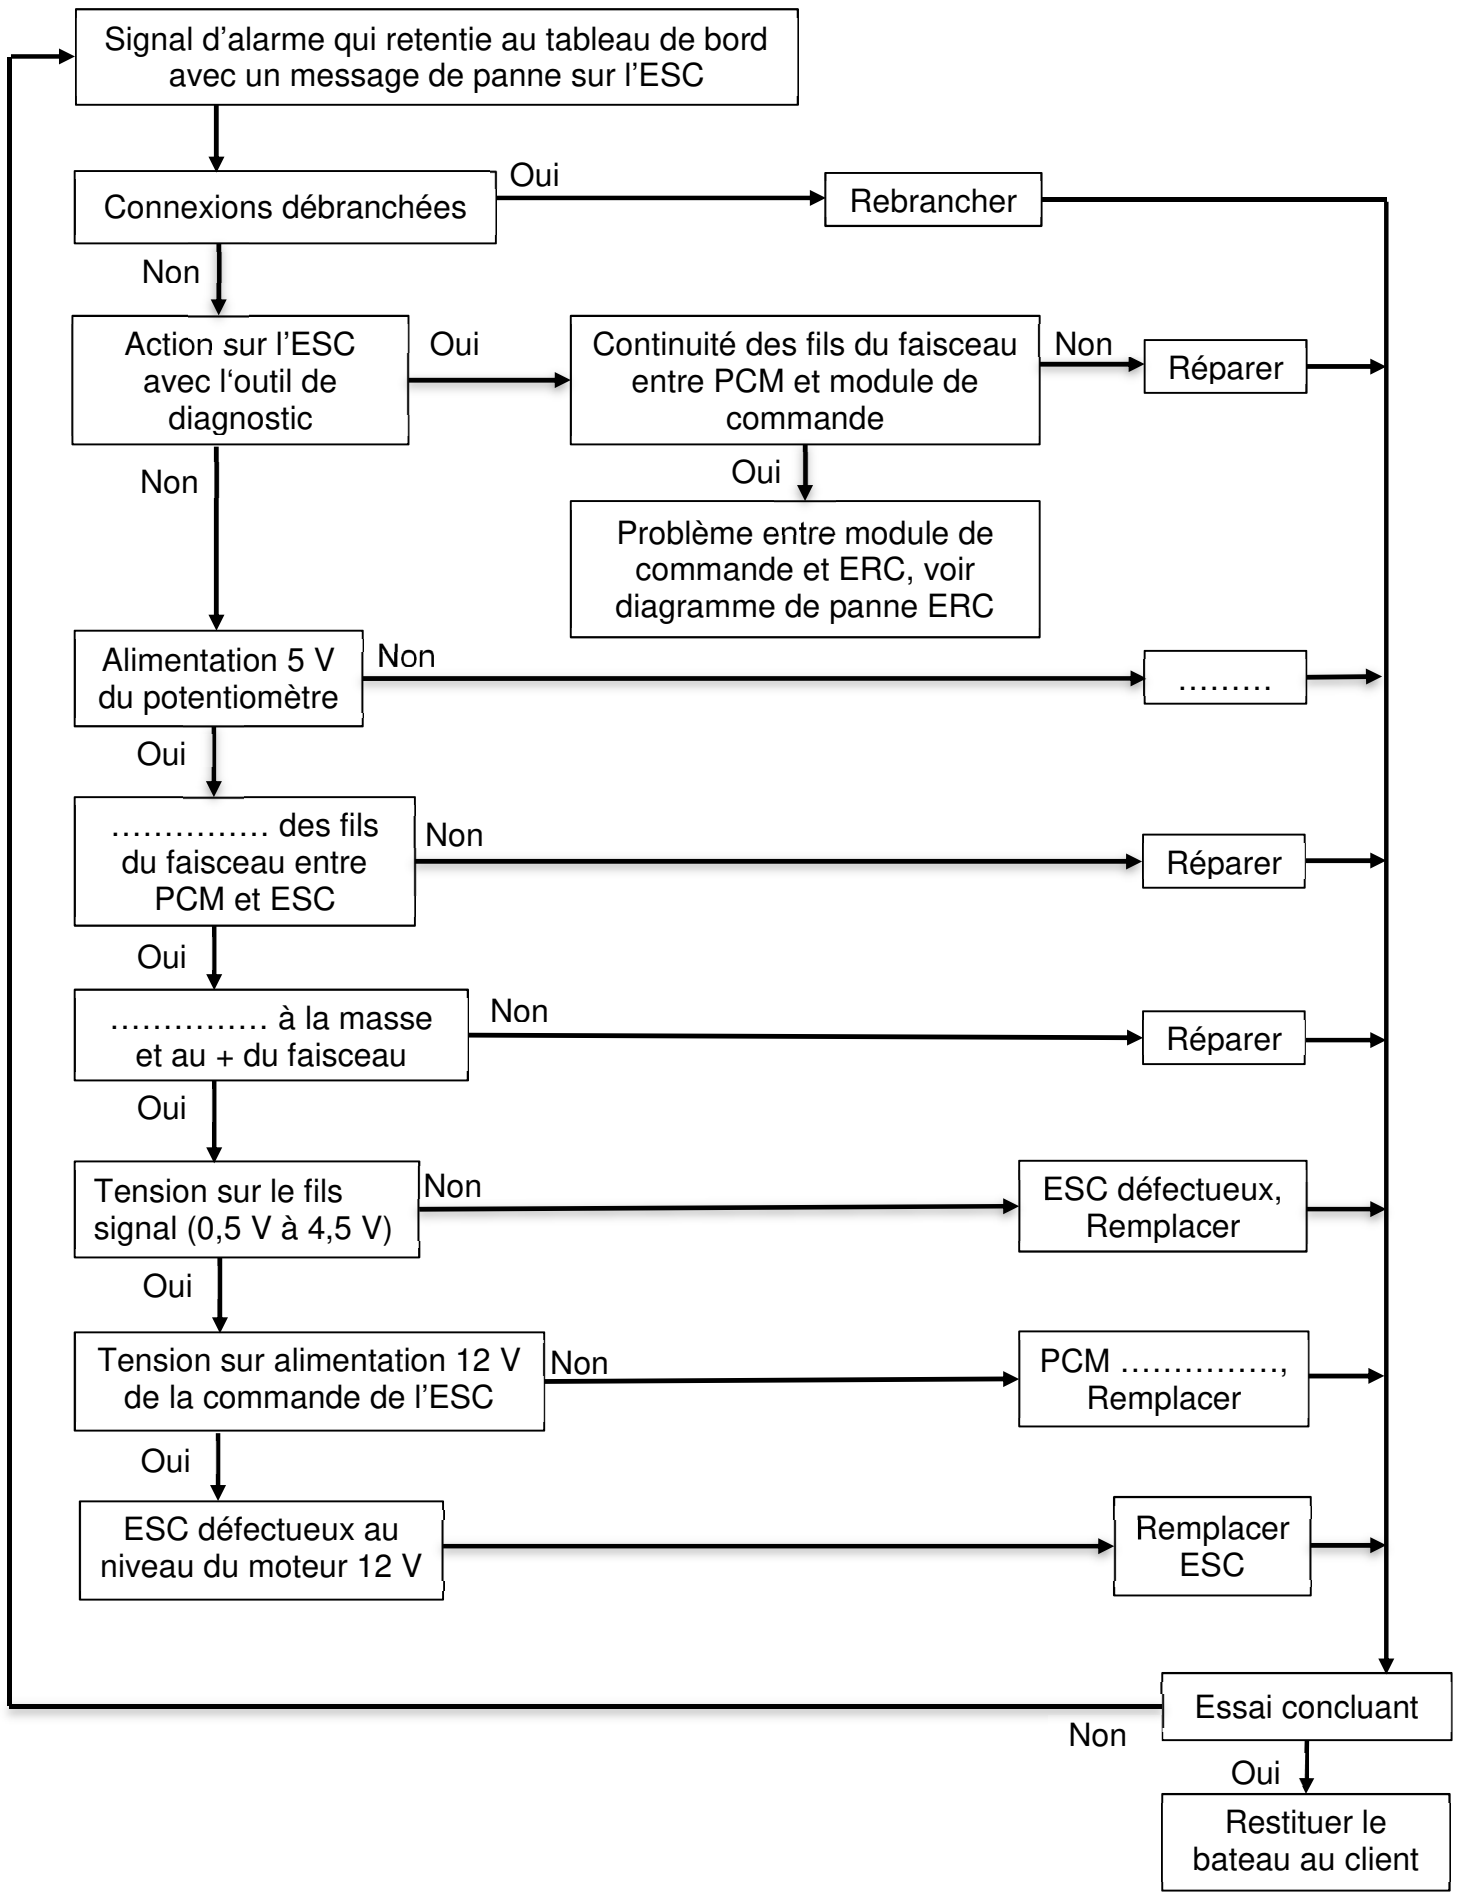 Signal d’alarme qui retentie au tableau de bord
avec un message de panne sur l’ESC
Connexions débranchées
Oui
Rebrancher
Non
Action sur l’ESC
avec l‘outil de
diagnostic
Oui
Continuité des fils du faisceau
entre PCM et module de
commande
Non
Réparer
Non
Oui
Problème entre module de
commande et ERC, voir
diagramme de panne ERC
Alimentation 5 V
du potentiomètre
Non
………
Oui
…………… des fils
du faisceau entre
PCM et ESC
Non
Réparer
Oui
…………… à la masse
et au + du faisceau
Non
Réparer
Oui
Tension sur le fils
signal (0,5 V à 4,5 V)
Non
ESC défectueux,
Remplacer
Oui
Tension sur alimentation 12 V
de la commande de l’ESC
Non
PCM ……………,
Remplacer
Oui
ESC défectueux au
niveau du moteur 12 V
Remplacer
ESC
Essai concluant
Non
Oui
Restituer le
bateau au client